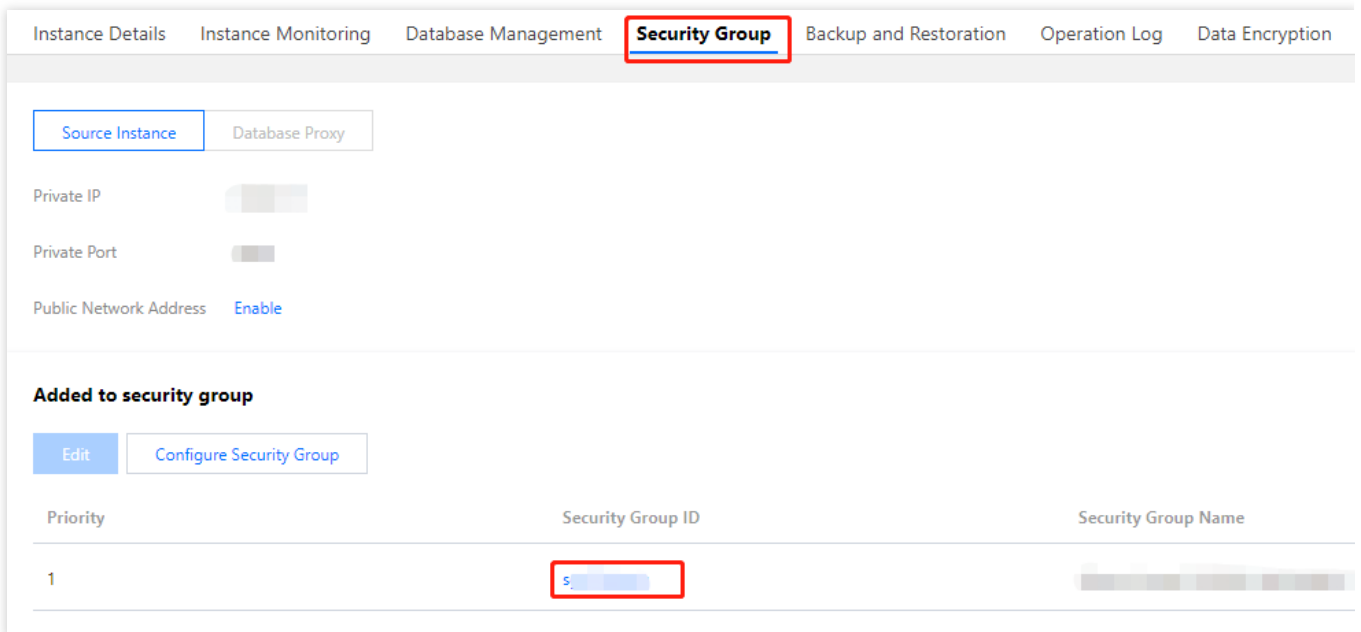 Instance Details Instance Monitoring Database Management Security Group Backup and Restoration Operation Log Data Encryption
Source Instance Database Proxy
Private IP
Private Port
Public Network Address Enable
Added to security group
Edit Configure Security Group
Priority Security Group ID Security Group Name
1